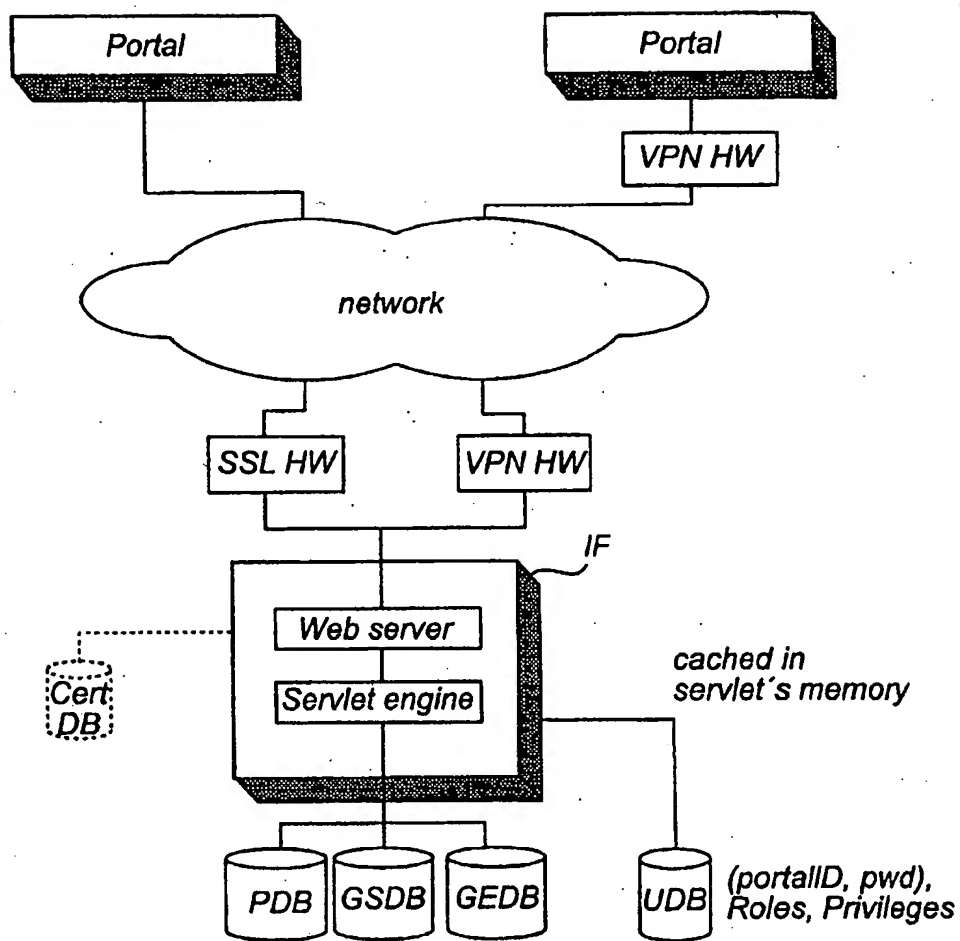 Portal
Portal
VPN HW
network
SSL HW
VPN HW
IF
Web server
Servlet engine
Cert
DB
cached in
servlet´s memory
PDB
GSDB
GEDB
UDB
(portalID, pwd),
Roles, Privileges